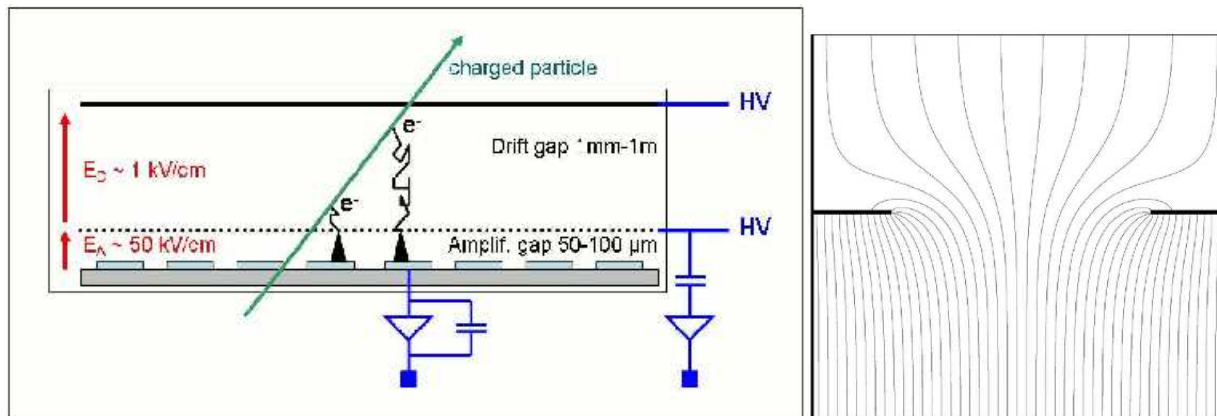 charged particle
HV
e-
Drift gap 1mm-1m
E_D ~ 1 kV/cm
e-
HV
E_A ~ 50 kV/cm
Amplif. gap 50-100 µm